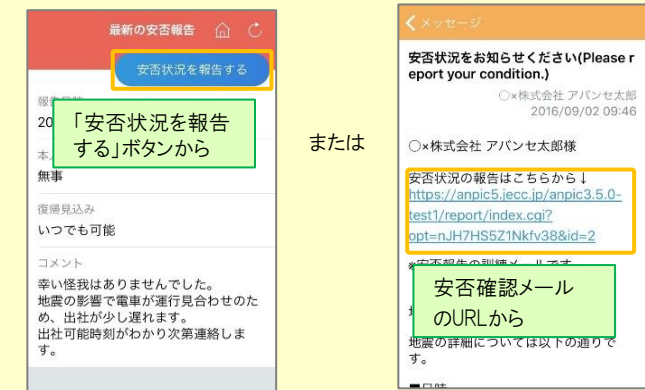 最新の安否報告
安否状況を報告する
20
「安否状況を報告
する」ボタンから
無事
復帰見込み
いつでも可能
コメント
幸い怪我はありませんでした。
地震の影響で電車が運行見合わせのた
め、出社が少し遅れます。
出社可能時刻がわかり次第連絡しま
す。
または
メッセージ
安否状況をお知らせください(Please r
eport your condition.)
○×株式会社 アバンセ太郎
2016/09/02 09:46
○×株式会社 アバンセ太郎様
安否状況の報告はこちらから↓
https://anpic5.jecc.jp/anpic3.5.0-
test1/report/index.cgi?
opt=nJH7HS5Z1Nkfv38&id=2
安否確認メール
のURLから
地震の詳細については以下の通りで
す。